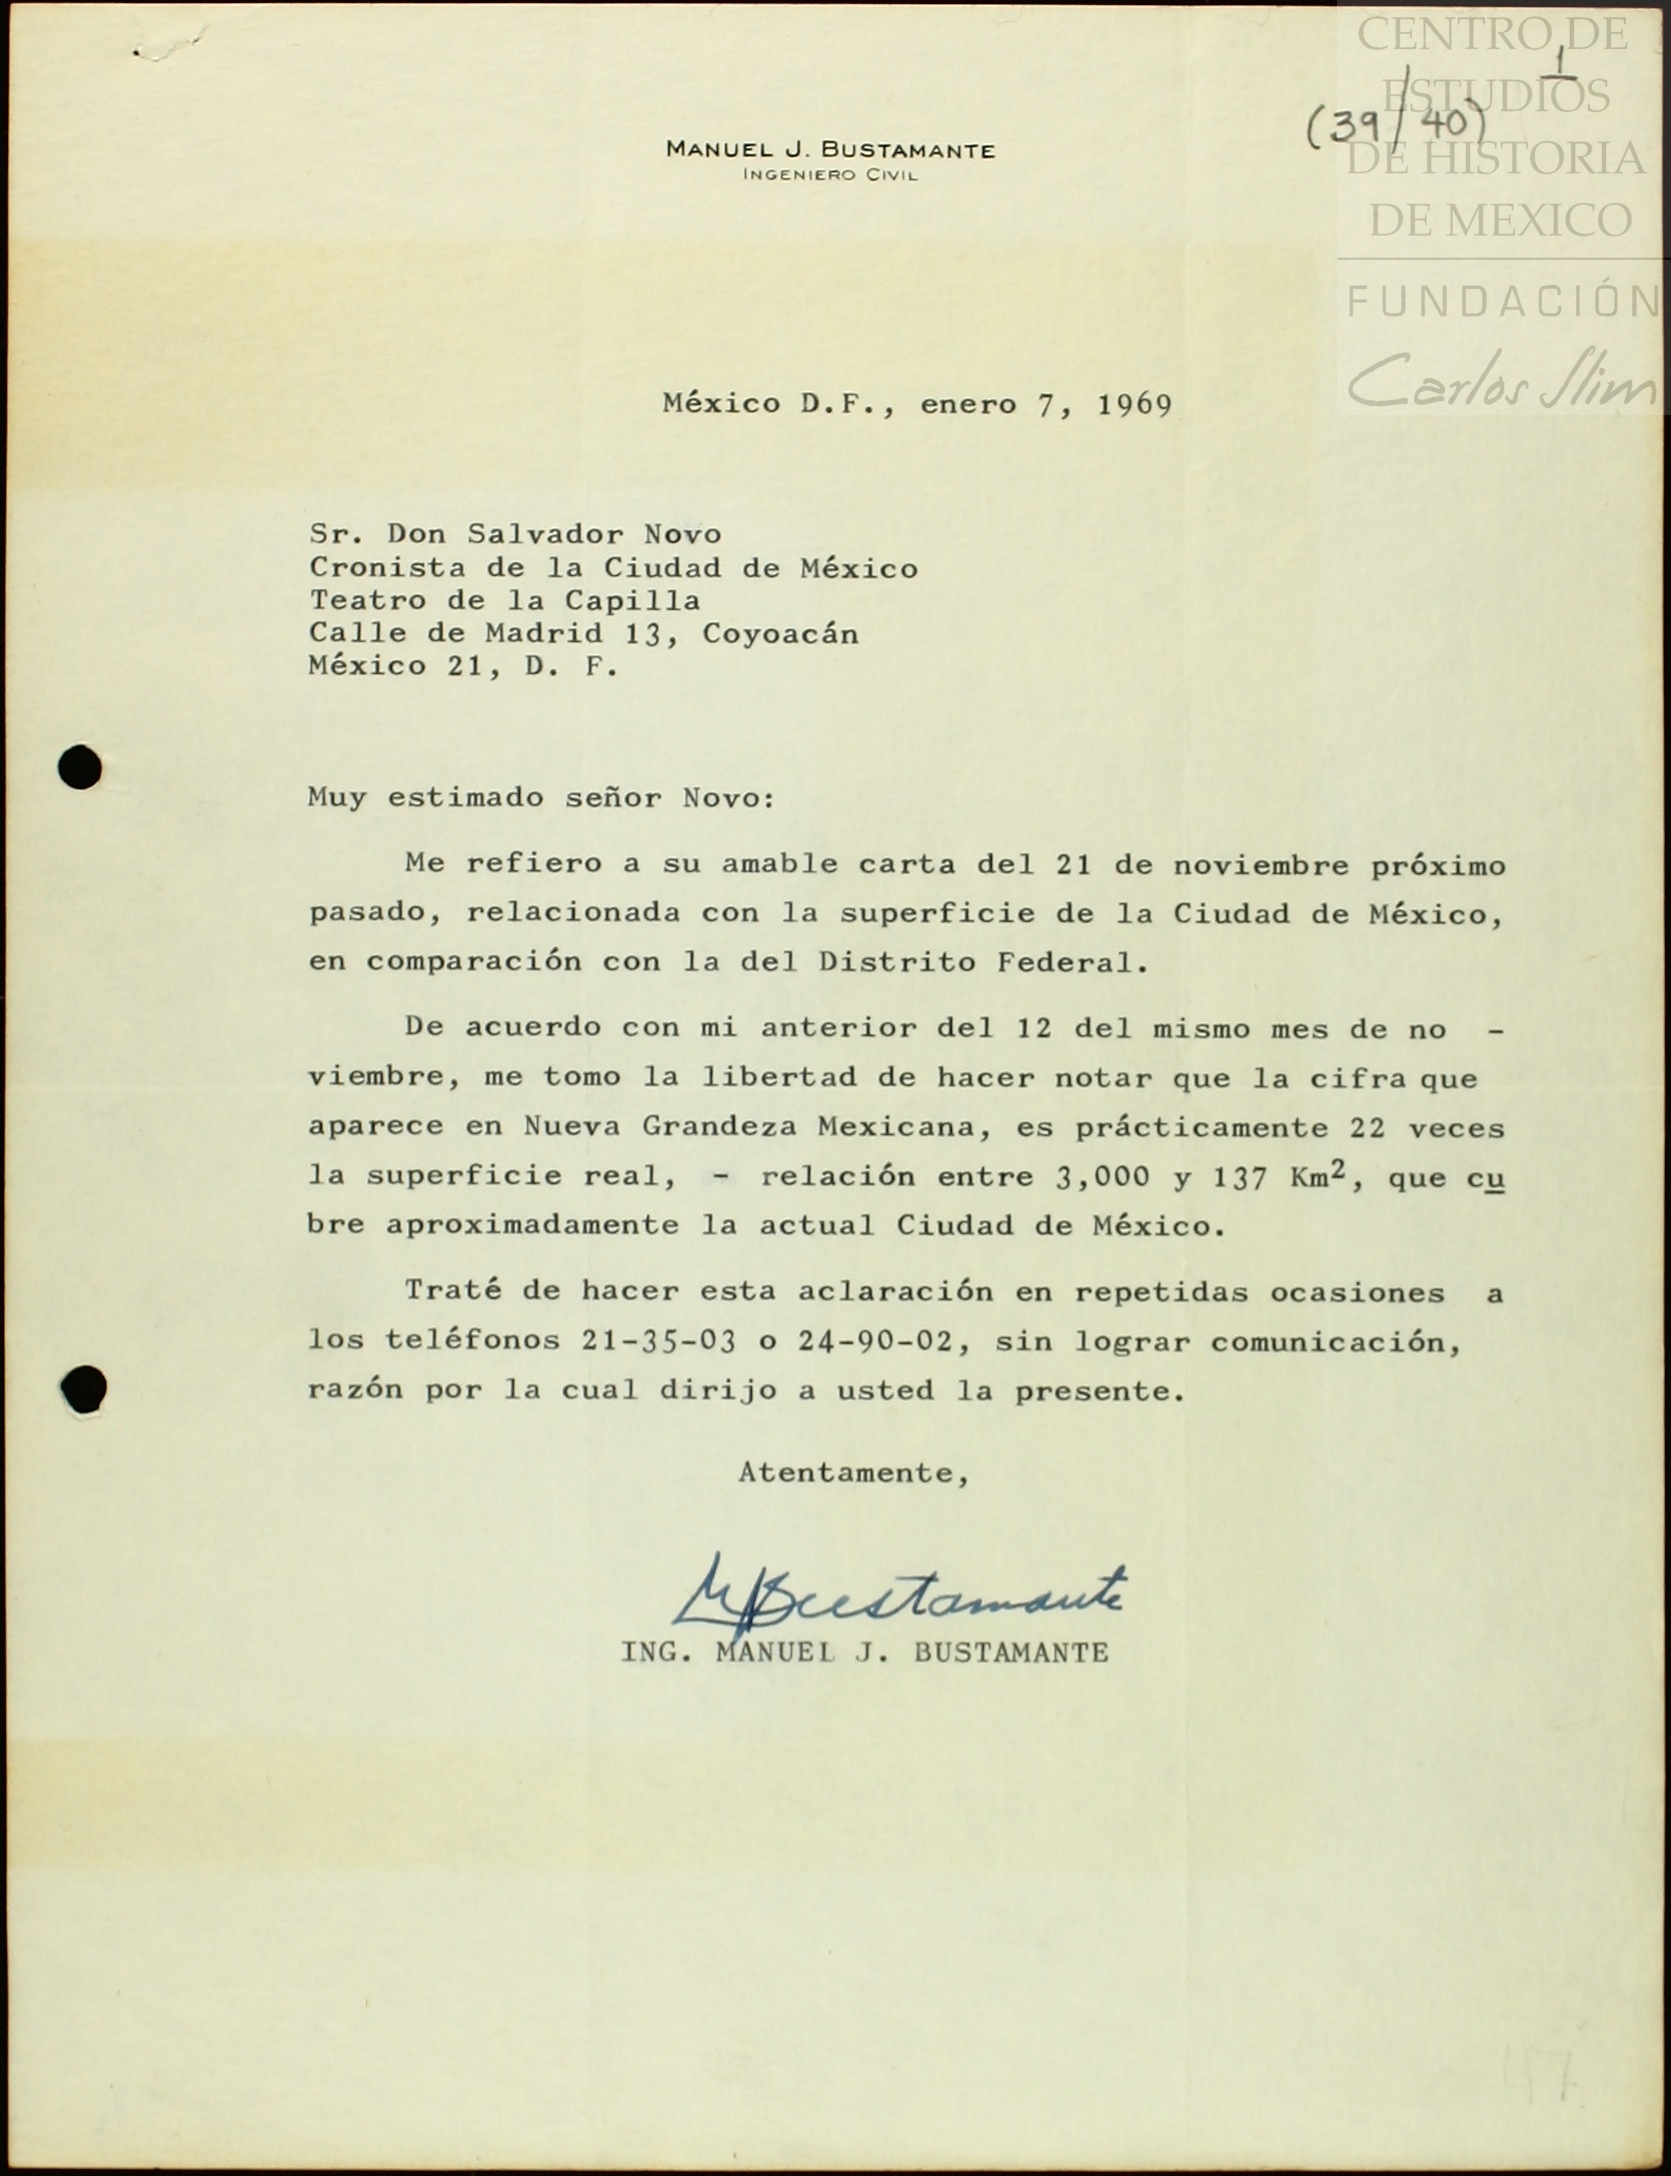 CENTRO DE
ESTUDIOS
DE HISTORIA
DE MEXICO
FUNDACIÓN
Carlos Slim
1
(39/40)
MANUEL J. BUSTAMANTE
INGENIERO CIVIL
México D.F., enero 7, 1969
Sr. Don Salvador Novo
Cronista de la Ciudad de México
Teatro de la Capilla
Calle de Madrid 13, Coyoacán
México 21, D. F.
Muy estimado señor Novo:
Me refiero a su amable carta del 21 de noviembre próximo
pasado, relacionada con la superficie de la Ciudad de México,
en comparación con la del Distrito Federal.
De acuerdo con mi anterior del 12 del mismo mes de no -
viembre, me tomo la libertad de hacer notar que la cifra que
aparece en Nueva Grandeza Mexicana, es prácticamente 22 veces
la superficie real, - relación entre 3,000 y 137 Km², que cu
bre aproximadamente la actual Ciudad de México.
Traté de hacer esta aclaración en repetidas ocasiones a
los teléfonos 21-35-03 o 24-90-02, sin lograr comunicación,
razón por la cual dirijo a usted la presente.
Atentamente,
MJBustamante
ING. MANUEL J. BUSTAMANTE
47